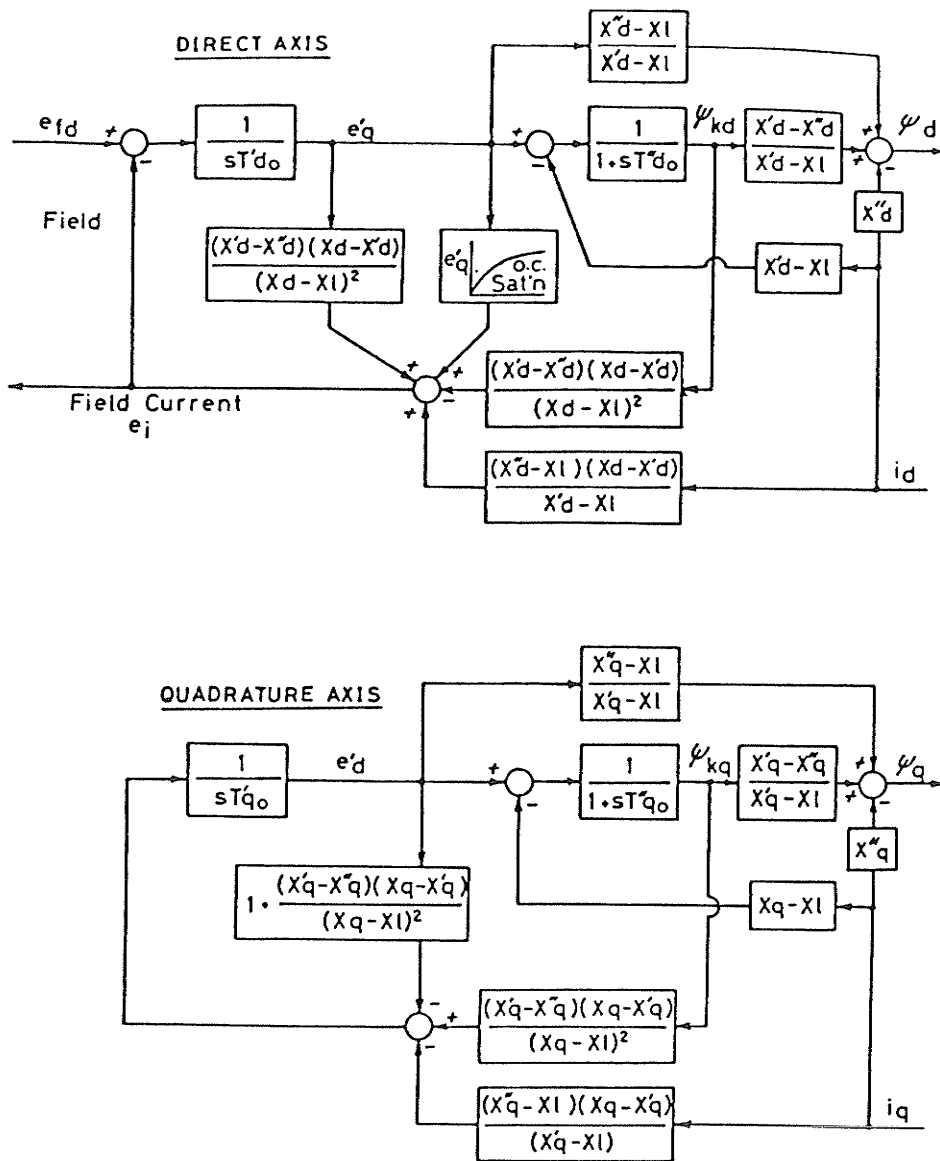 DIRECT AXIS
X"d-Xl
X'd-Xl
efd
+
-
1
sT'do
e'q
+
-
1
1+sT"do
ψkd
X'd-X"d
X'd-Xl
+
+
-
ψd
X"d
Field
(X'd-X"d)(Xd-X'd)
(Xd-Xl)²
e'q
o.c.
Sat'n
X'd-Xl
+
+
-
+
(X'd-X"d)(Xd-X'd)
(Xd-Xl)²
Field Current
ei
(X"d-Xl)(Xd-X'd)
X'd-Xl
id
QUADRATURE AXIS
X"q-Xl
X'q-Xl
1
sT'qo
e'd
+
-
1
1+sT"qo
ψkq
X'q-X"q
X'q-Xl
+
+
-
ψq
X"q
1+ (X'q-X"q)(Xq-X'q)
(Xq-Xl)²
Xq-Xl
-
+
-
(X'q-X"q)(Xq-X'q)
(Xq-Xl)²
(X"q-Xl)(Xq-X'q)
(X'q-Xl)
iq